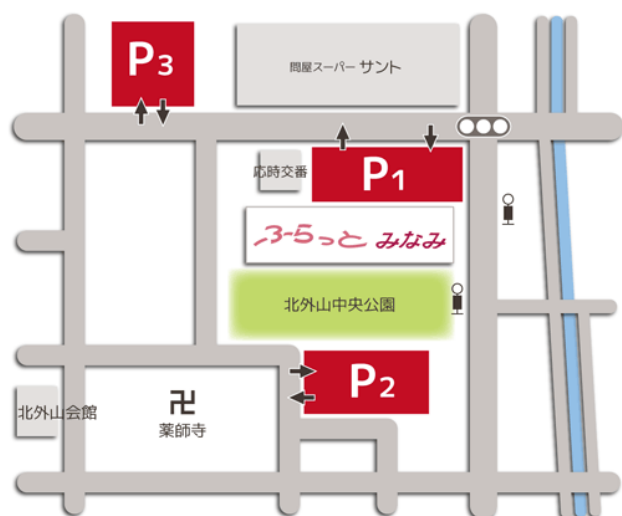 P3
問屋スーパー サント
応時交番
P1
ふらっと みなみ
北外山中央公園
P2
北外山会館
卍
薬師寺